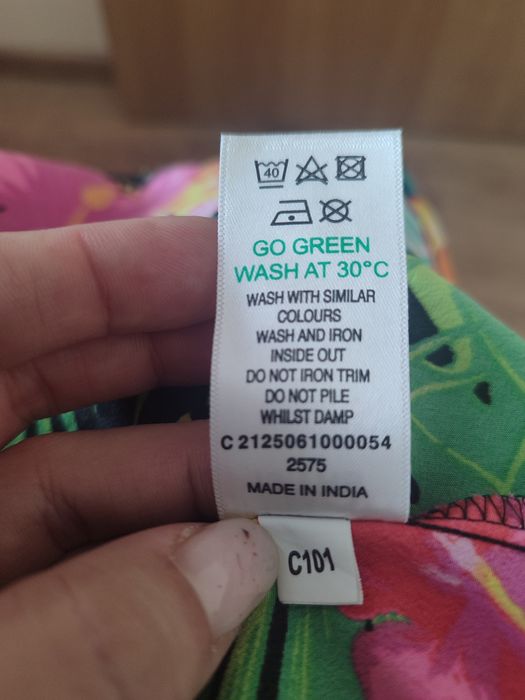 40
GO GREEN
WASH AT 30°C
WASH WITH SIMILAR
COLOURS
WASH AND IRON
INSIDE OUT
DO NOT IRON TRIM
DO NOT PILE
WHILST DAMP
C 2125061000054
2575
MADE IN INDIA
C101